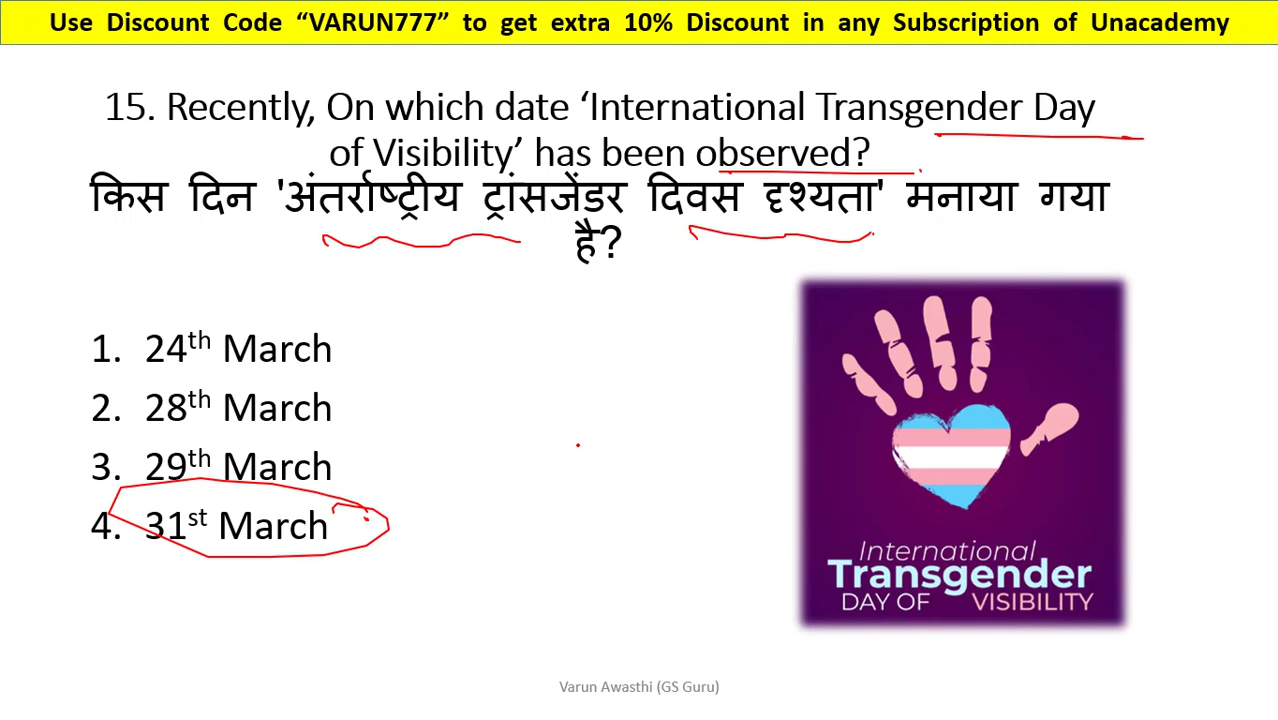 Use Discount Code “VARUN777” to get extra 10% Discount in any Subscription of Unacademy
15. Recently, On which date ‘International Transgender Day
of Visibility’ has been observed?
किस दिन 'अंतर्राष्ट्रीय ट्रांसजेंडर दिवस दृश्यता' मनाया गया
है?
1. 24th March
2. 28th March
3. 29th March
4. 31st March
International
Transgender
DAY OF VISIBILITY
Varun Awasthi (GS Guru)